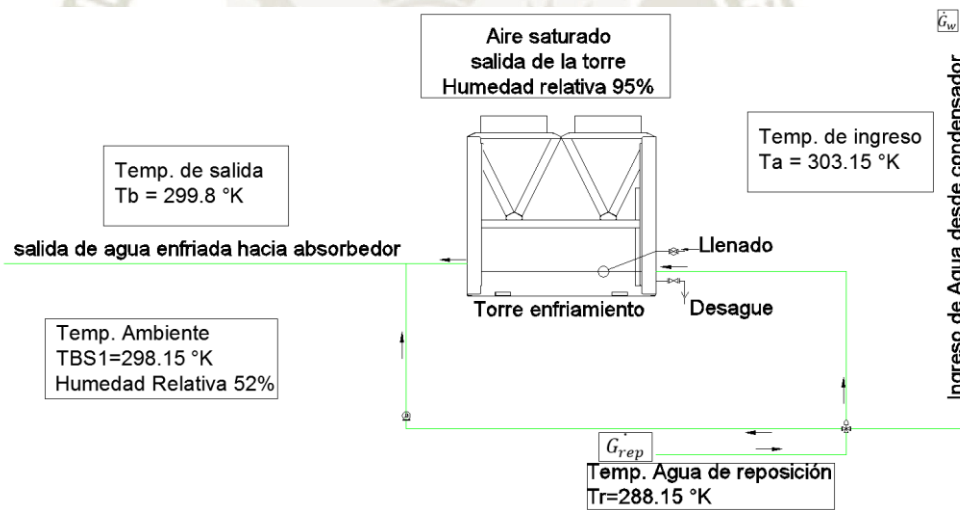 Aire saturado
salida de la torre
Humedad relativa 95%
Ġw
Temp. de ingreso
Ta = 303.15 °K
Temp. de salida
Tb = 299.8 °K
salida de agua enfriada hacia absorbedor
Llenado
Torre enfriamiento
Desague
Ingreso de Agua desde condensador
Temp. Ambiente
TBS1=298.15 °K
Humedad Relativa 52%
Ġrep
Temp. Agua de reposición
Tr=288.15 °K